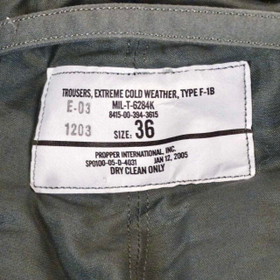 TROUSERS, EXTREME COLD WEATHER, TYPE F-1B
E-03 MIL-T-6284K
8415-00-394-3615
1203 SIZE: 36
PROPPER INTERNATIONAL, INC.
SPO100-05-D-4031 JAN 12, 2005
DRY CLEAN ONLY